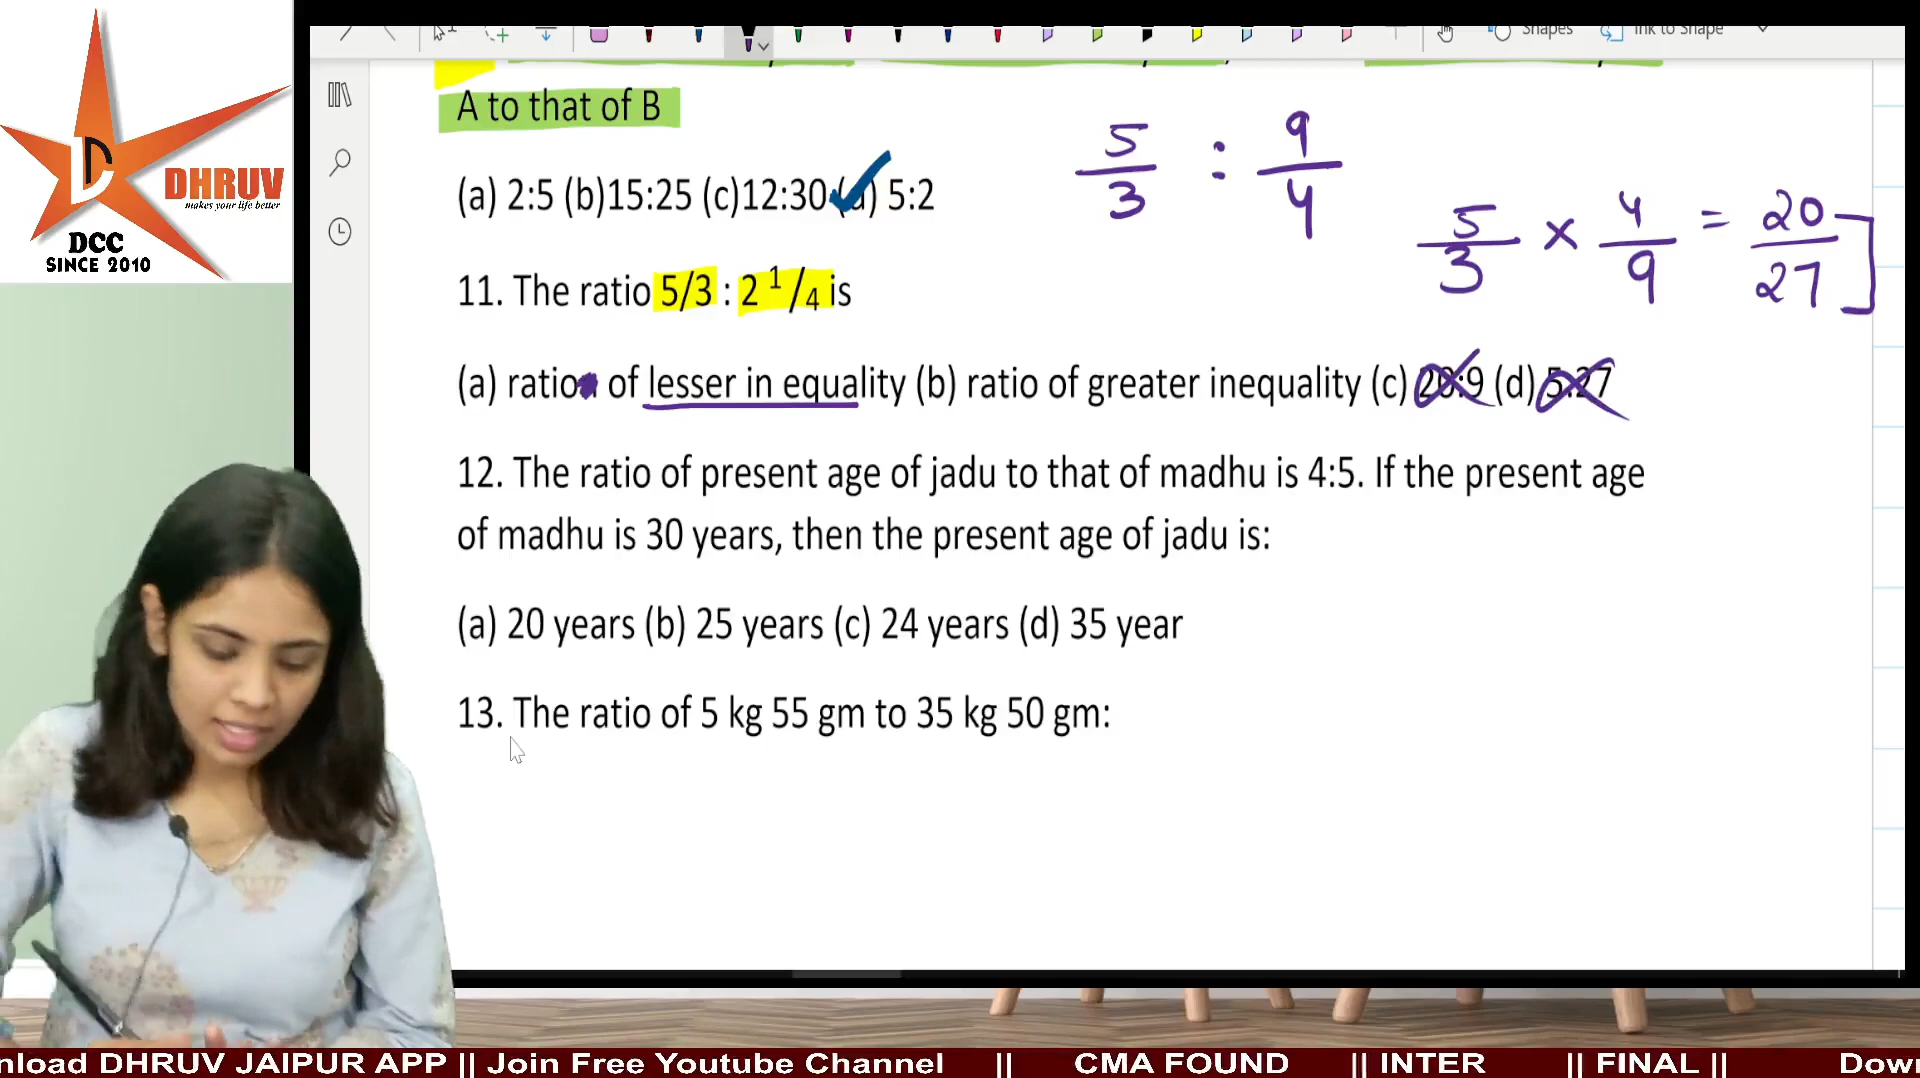 DHRUV
makes your life better
DCC
SINCE 2010
Shapes
Ink to Shape
A to that of B
(a) 2:5 (b)15:25 (c)12:30 (d) 5:2
5/3 : 9/4
5/3 × 4/9 = 20/27]
11. The ratio 5/3 : 2 1/4 is
(a) ratio of lesser in equality (b) ratio of greater inequality (c) 20:9 (d) 5:27
12. The ratio of present age of jadu to that of madhu is 4:5. If the present age
of madhu is 30 years, then the present age of jadu is:
(a) 20 years (b) 25 years (c) 24 years (d) 35 year
13. The ratio of 5 kg 55 gm to 35 kg 50 gm:
nload DHRUV JAIPUR APP || Join Free Youtube Channel || CMA FOUND || INTER || FINAL || Dow